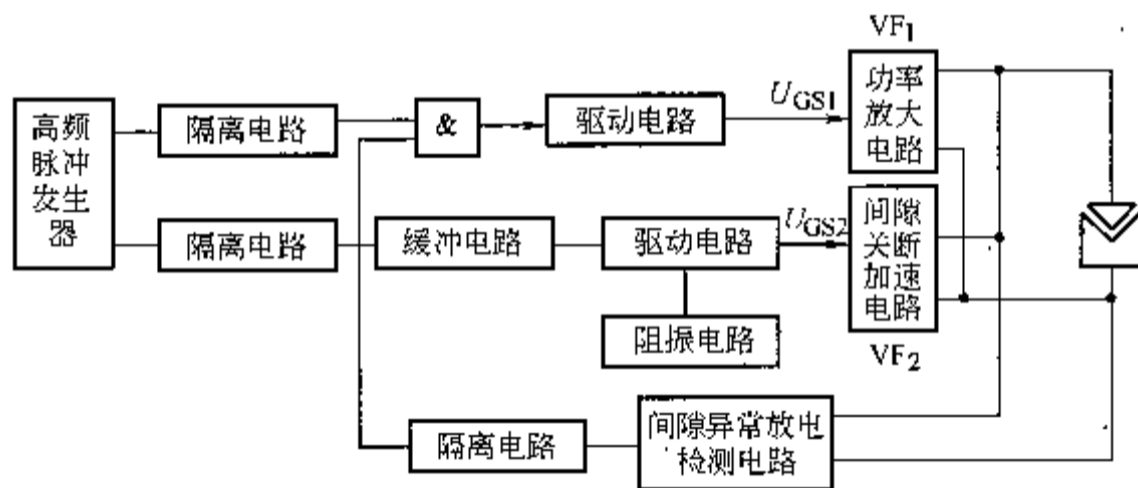 VF1
高频
脉冲
发生
器
隔离电路
&
驱动电路
UGS1
功率
放大
电路
隔离电路
缓冲电路
驱动电路
UGS2
间隙
关断
加速
电路
VF2
阻振电路
隔离电路
间隙异常放电
检测电路